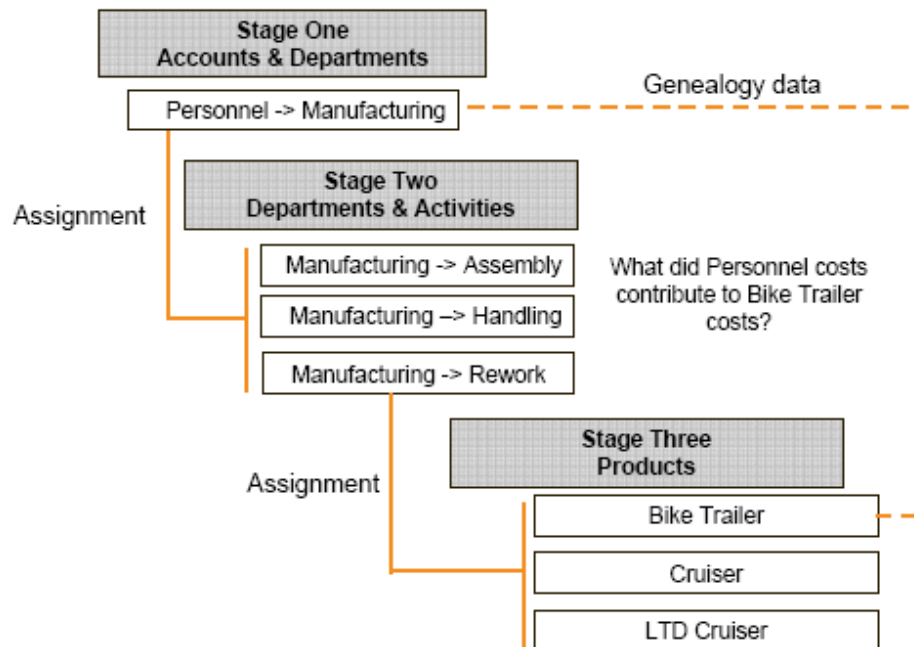 Stage One
Accounts & Departments
Genealogy data
Personnel -> Manufacturing
Assignment
Stage Two
Departments & Activities
Manufacturing -> Assembly
Manufacturing –> Handling
Manufacturing -> Rework
What did Personnel costs
contribute to Bike Trailer
costs?
Assignment
Stage Three
Products
Bike Trailer
Cruiser
LTD Cruiser